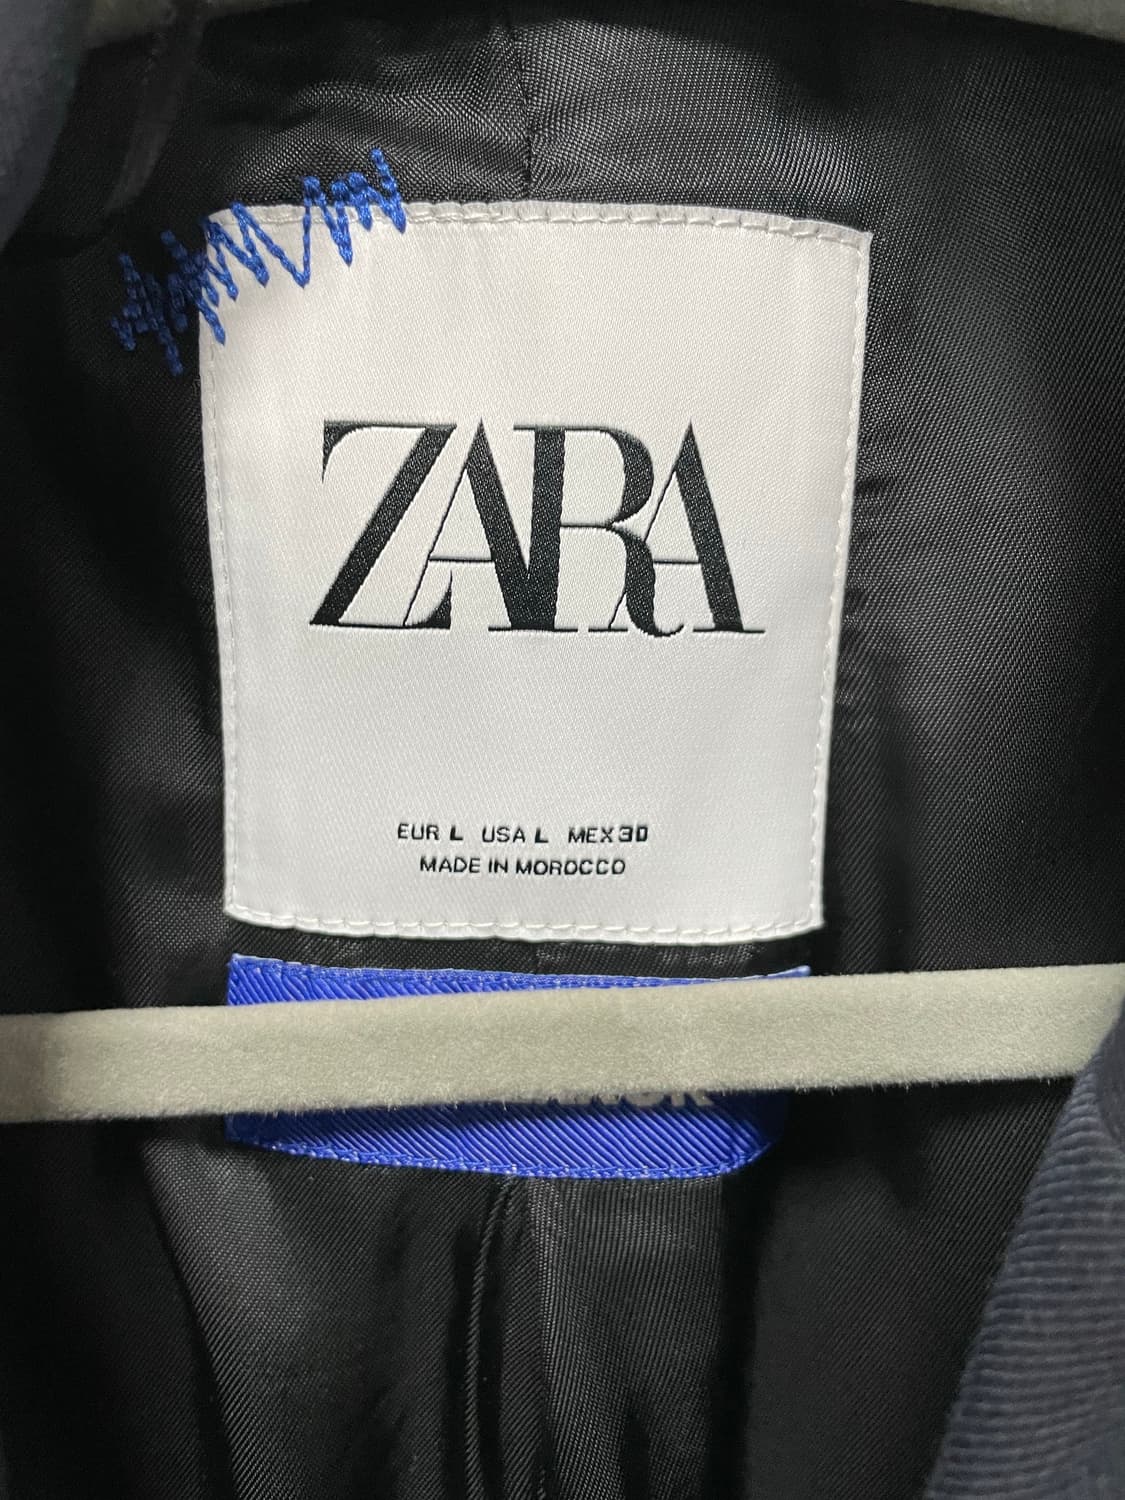 ZARA
EUR L USA L MEX 30
MADE IN MOROCCO